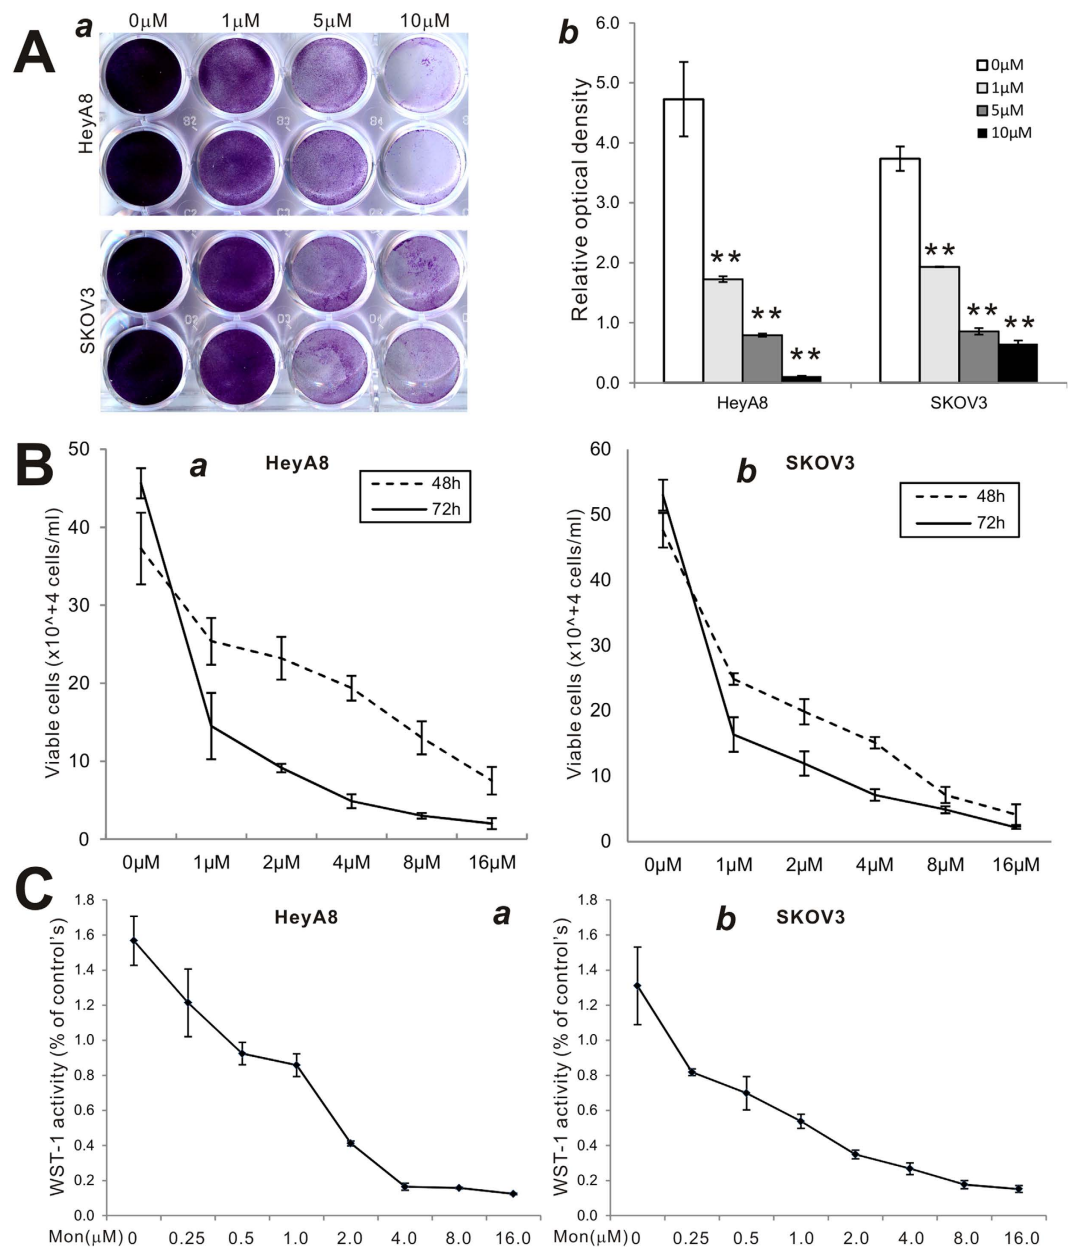 A
a
0μM 1μM 5μM 10μM
HeyA8
SKOV3
b
Relative optical density
6.0
5.0
4.0
3.0
2.0
1.0
0.0
0μM
1μM
5μM
10μM
** ** **
** ** **
HeyA8 SKOV3
B
a
HeyA8
48h
72h
Viable cells (x10^+4 cells/ml)
50
40
30
20
10
0
0μM 1μM 2μM 4μM 8μM 16μM
b
SKOV3
48h
72h
Viable cells (x10^+4 cells/ml)
60
50
40
30
20
10
0
0μM 1μM 2μM 4μM 8μM 16μM
C
HeyA8
a
WST-1 activity (% of control's)
1.8
1.6
1.4
1.2
1.0
0.8
0.6
0.4
0.2
0.0
Mon(μM) 0 0.25 0.5 1.0 2.0 4.0 8.0 16.0
b
SKOV3
WST-1 activity (% of control's)
1.8
1.6
1.4
1.2
1.0
0.8
0.6
0.4
0.2
0.0
Mon(μM) 0 0.25 0.5 1.0 2.0 4.0 8.0 16.0